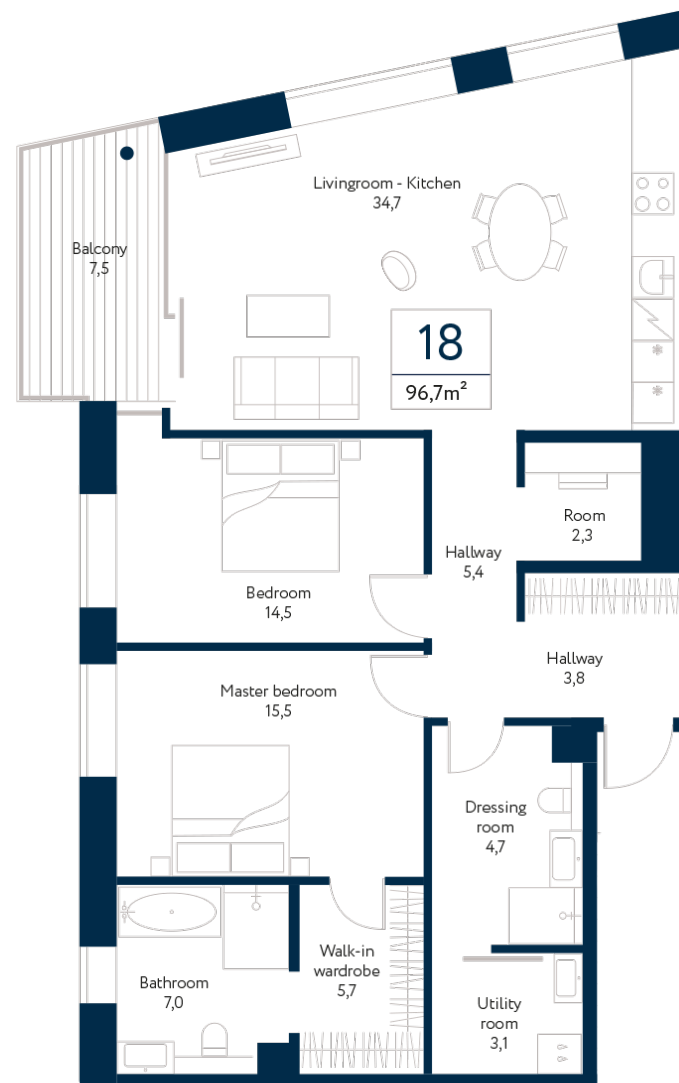 Livingroom - Kitchen
34,7
Balcony
7,5
18
96,7m²
Room
2,3
Hallway
5,4
Bedroom
14,5
Hallway
3,8
Master bedroom
15,5
Dressing
room
4,7
Walk-in
wardrobe
5,7
Bathroom
7,0
Utility
room
3,1